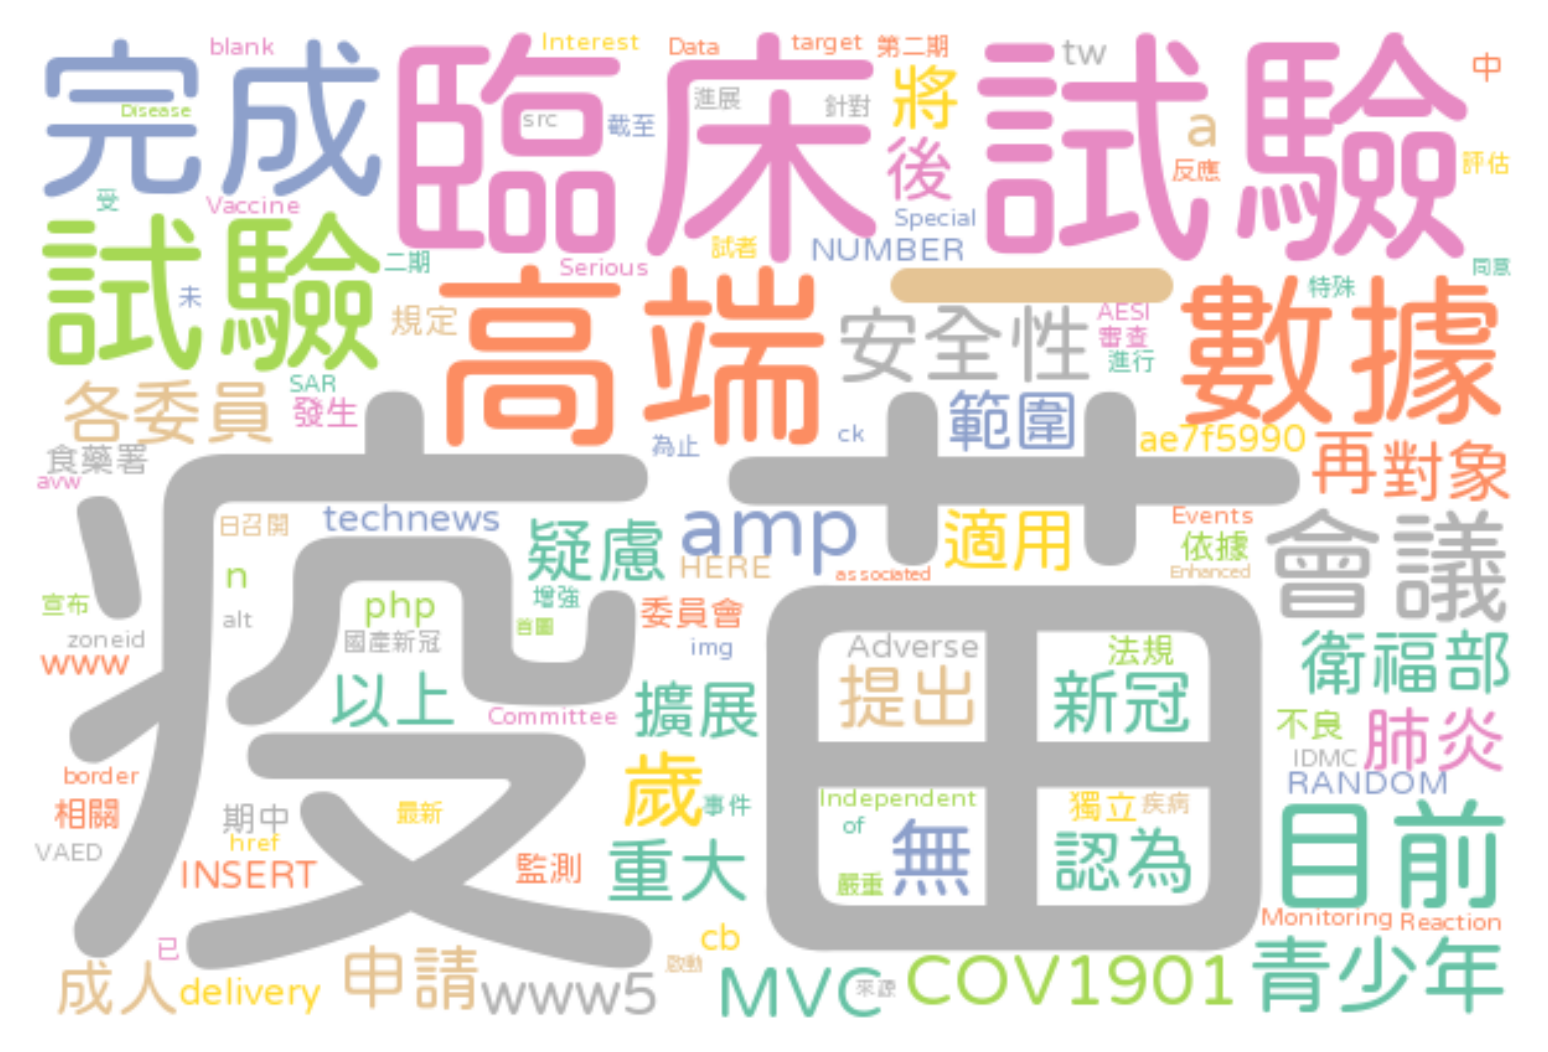 完成
臨床試驗
blank
Interest
Data
target
第二期
tw
中
Disease
src
截至
進展
針對
將
a
反應
評估
後
受
Vaccine
Special
試驗
二期
Serious
試者
NUMBER
同意
未
規定
高端
一
安全性
AESI
審查
進行
特殊
數據
各委員
SAR
發生
範圍
為止
ck
ae7f5990
再
對象
食藥署
avw
疫苗
日召開
technews
疑慮
amp
HERE
適用
Events
依據
Enhanced
associated
會議
n
宣布
alt
php
增強
首圖
委員會
zoneid
www
國產新冠
img
Adverse
法規
衛福部
以上
Committee
擴展
提出
新冠
不良
肺炎
IDMC
border
RANDOM
相關
期中
最新
歲
事件
Independent
獨立
疾病
of
目前
VAED
href
INSERT
監測
重大
嚴重
無
認為
Monitoring
Reaction
已
cb
成人
delivery
申請
www5
啟動
MVC
來源
COV1901
青少年